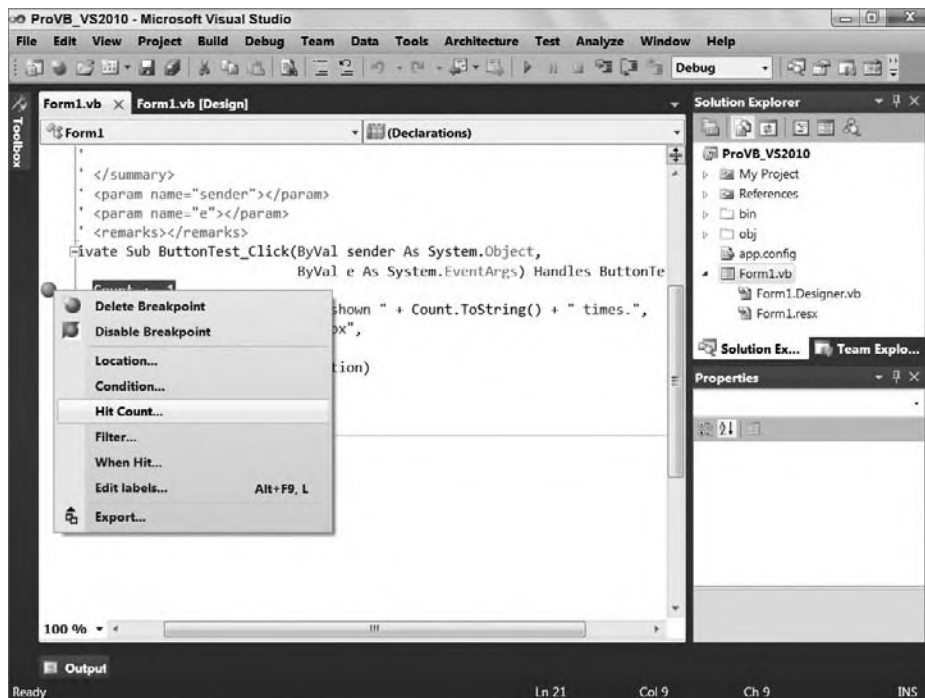 ProVB_VS2010 - Microsoft Visual Studio
File Edit View Project Build Debug Team Data Tools Architecture Test Analyze Window Help
Debug
Toolbox
Form1.vb Form1.vb [Design]
Form1 (Declarations)
'
' </summary>
' <param name="sender"></param>
' <param name="e"></param>
' <remarks></remarks>
ivate Sub ButtonTest_Click(ByVal sender As System.Object,
ByVal e As System.EventArgs) Handles ButtonTe
hown " + Count.ToString() + " times.",
x",
tion)
Delete Breakpoint
Disable Breakpoint
Location...
Condition...
Hit Count...
Filter...
When Hit...
Edit labels... Alt+F9, L
Export...
100 %
Solution Explorer
ProVB_VS2010
My Project
References
bin
obj
app.config
Form1.vb
Form1.Designer.vb
Form1.resx
Solution Ex... Team Explo...
Properties
Output
Ready Ln 21 Col 9 Ch 9 INS